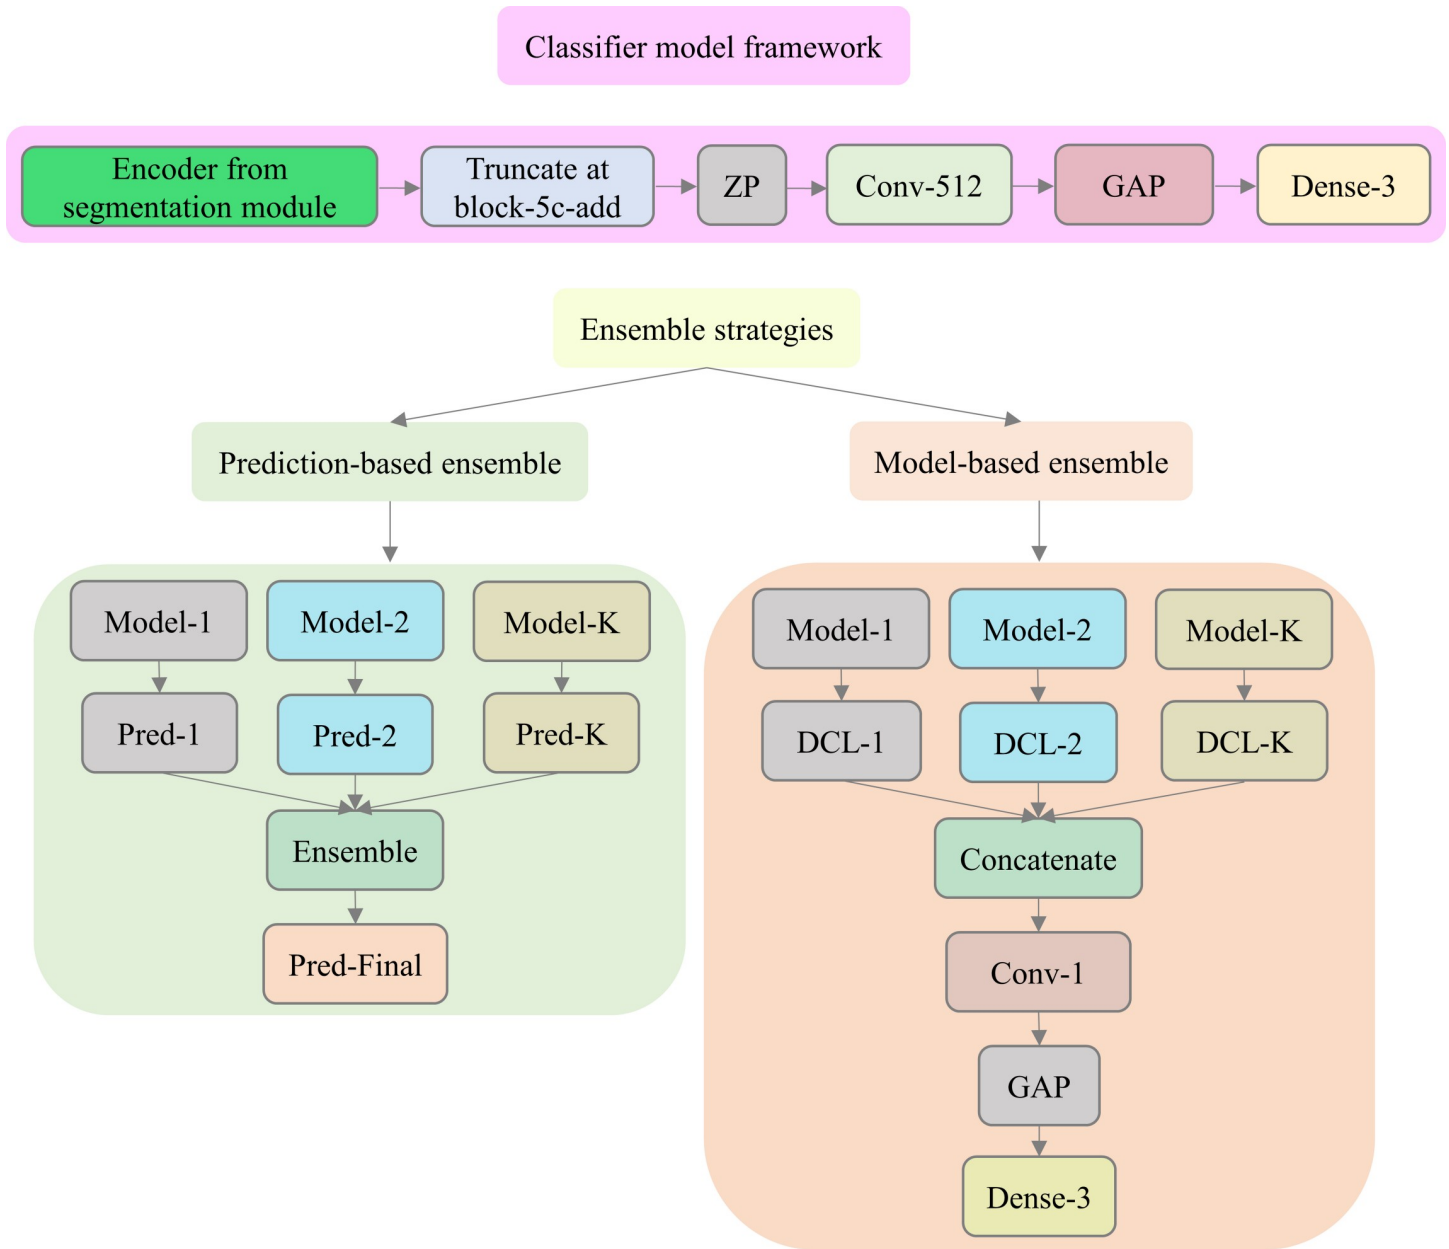 Classifier model framework
Encoder from
segmentation module
Truncate at
block-5c-add
ZP
Conv-512
GAP
Dense-3
Ensemble strategies
Prediction-based ensemble
Model-based ensemble
Model-1
Model-2
Model-K
Pred-1
Pred-2
Pred-K
Ensemble
Pred-Final
Model-1
Model-2
Model-K
DCL-1
DCL-2
DCL-K
Concatenate
Conv-1
GAP
Dense-3